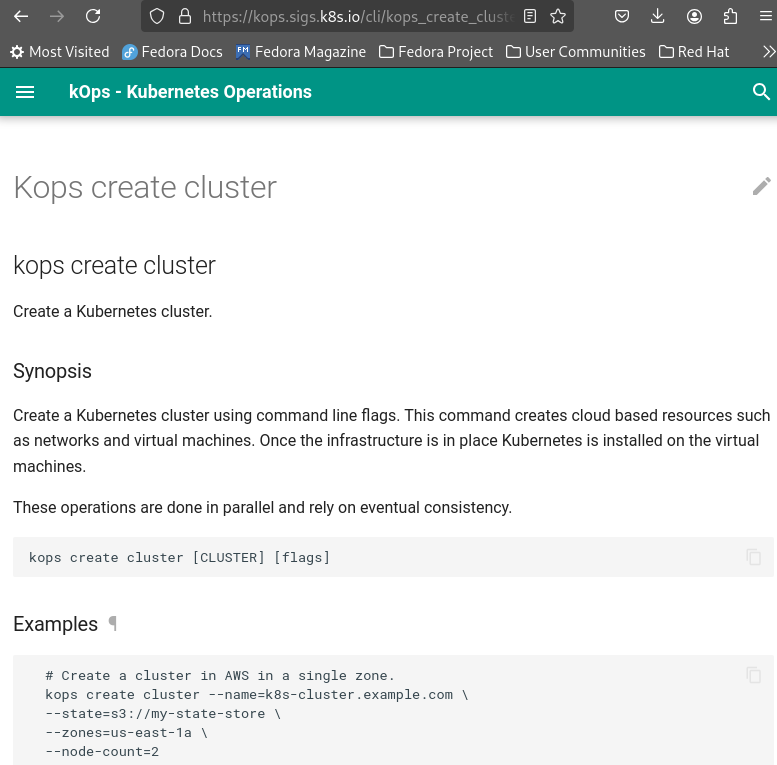 https://kops.sigs.k8s.io/cli/kops_create_clust
Most Visited Fedora Docs FM Fedora Magazine Fedora Project User Communities Red Hat
kOps - Kubernetes Operations
Kops create cluster
kops create cluster
Create a Kubernetes cluster.
Synopsis
Create a Kubernetes cluster using command line flags. This command creates cloud based resources such
as networks and virtual machines. Once the infrastructure is in place Kubernetes is installed on the virtual
machines.
These operations are done in parallel and rely on eventual consistency.
kops create cluster [CLUSTER] [flags]
Examples ¶
# Create a cluster in AWS in a single zone.
kops create cluster --name=k8s-cluster.example.com \
--state=s3://my-state-store \
--zones=us-east-1a \
--node-count=2